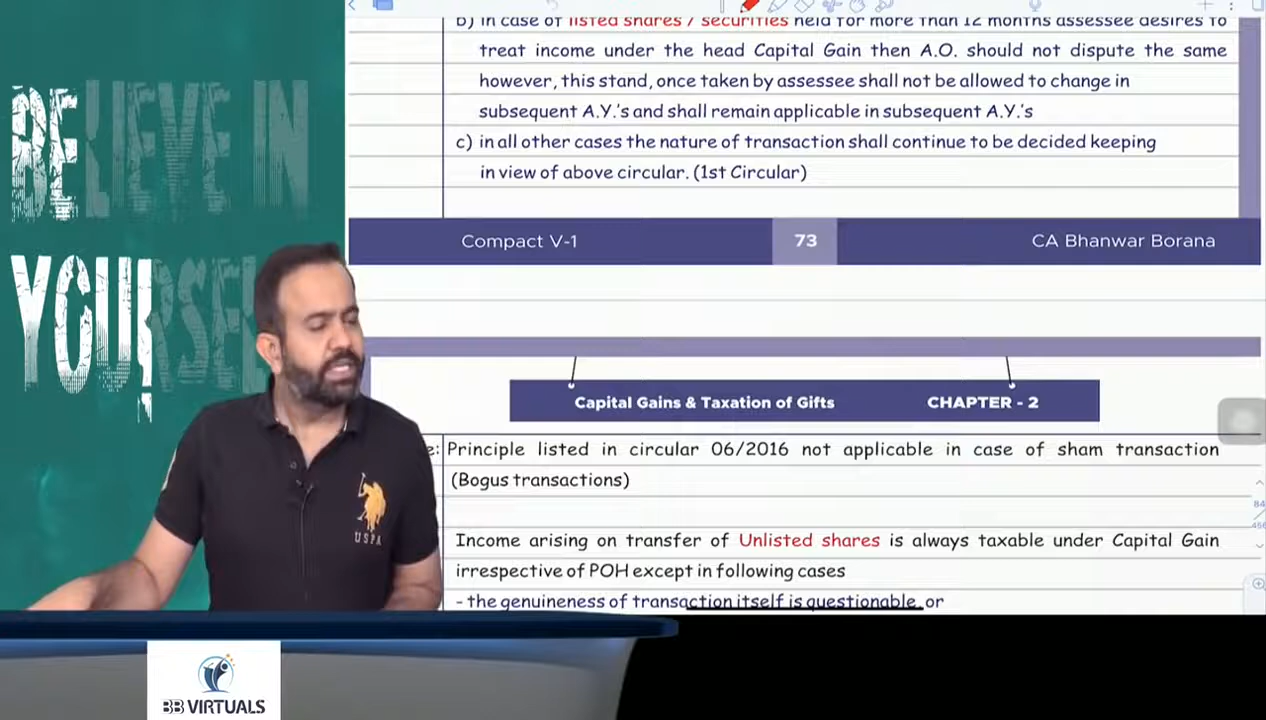 BELIEVE IN
YOURSEL
b) in case of listed shares / securities held for more than 12 months assessee desires to
treat income under the head Capital Gain then A.O. should not dispute the same
however, this stand, once taken by assessee shall not be allowed to change in
subsequent A.Y.'s and shall remain applicable in subsequent A.Y.'s
c) in all other cases the nature of transaction shall continue to be decided keeping
in view of above circular. (1st Circular)
Compact V-1 73 CA Bhanwar Borana
Capital Gains & Taxation of Gifts CHAPTER - 2
e: Principle listed in circular 06/2016 not applicable in case of sham transaction
(Bogus transactions)
Income arising on transfer of Unlisted shares is always taxable under Capital Gain
irrespective of POH except in following cases
- the genuineness of transaction itself is questionable, or
84
USPA
BB VIRTUALS